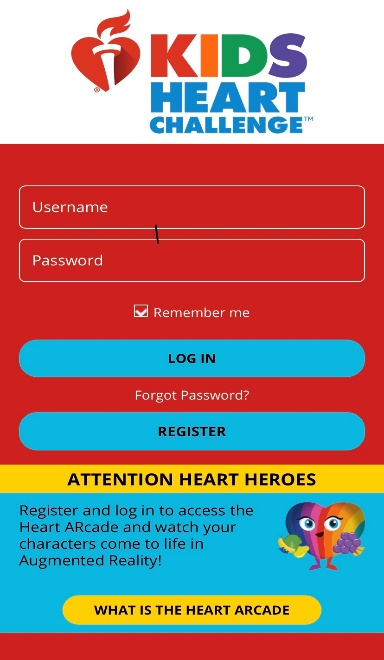 KIDS
HEART
CHALLENGE™
Username
Password
Remember me
LOG IN
Forgot Password?
REGISTER
ATTENTION HEART HEROES
Register and log in to access the
Heart ARcade and watch your
characters come to life in
Augmented Reality!
WHAT IS THE HEART ARCADE